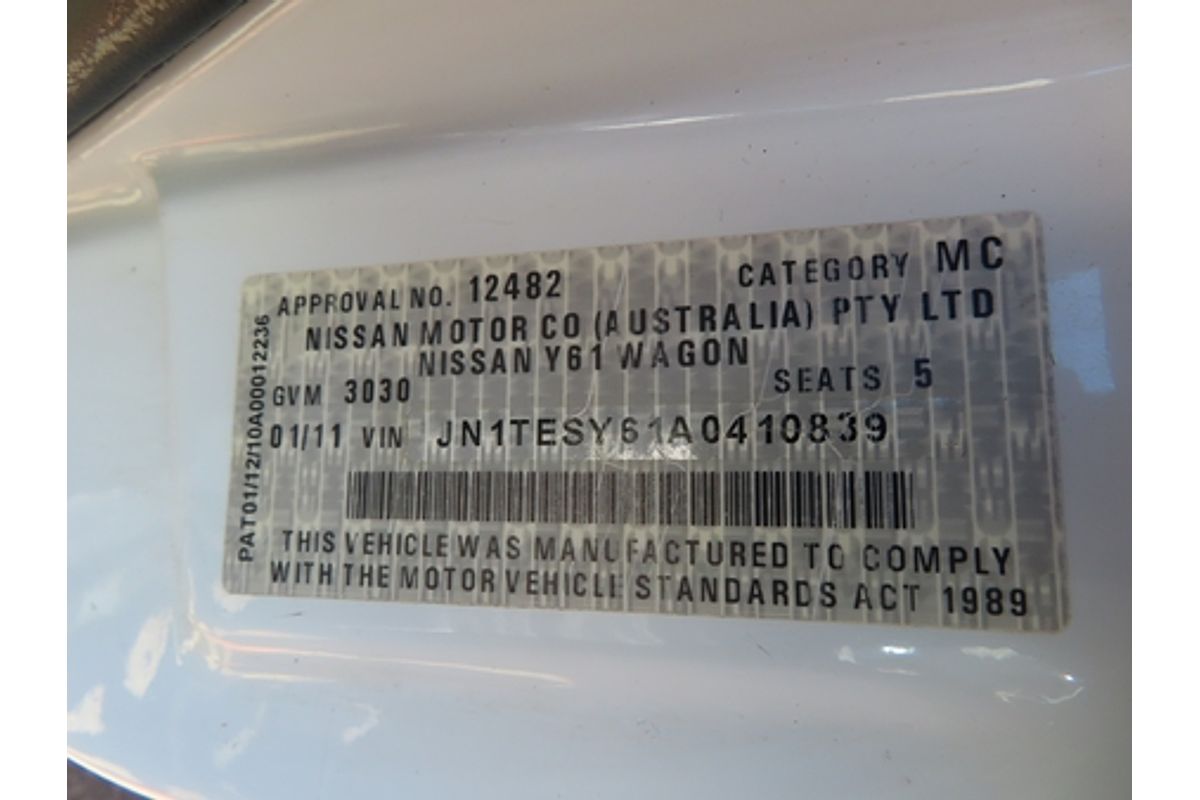 APPROVAL NO. 12482 CATEGORY MC
NISSAN MOTOR CO (AUSTRALIA) PTY LTD
NISSAN Y61 WAGON
GVM 3030 SEATS 5
01/11 VIN JN1TESY61A0410839
THIS VEHICLE WAS MANUFACTURED TO COMPLY
WITH THE MOTOR VEHICLE STANDARDS ACT 1989
PAT01/12/10A00012236